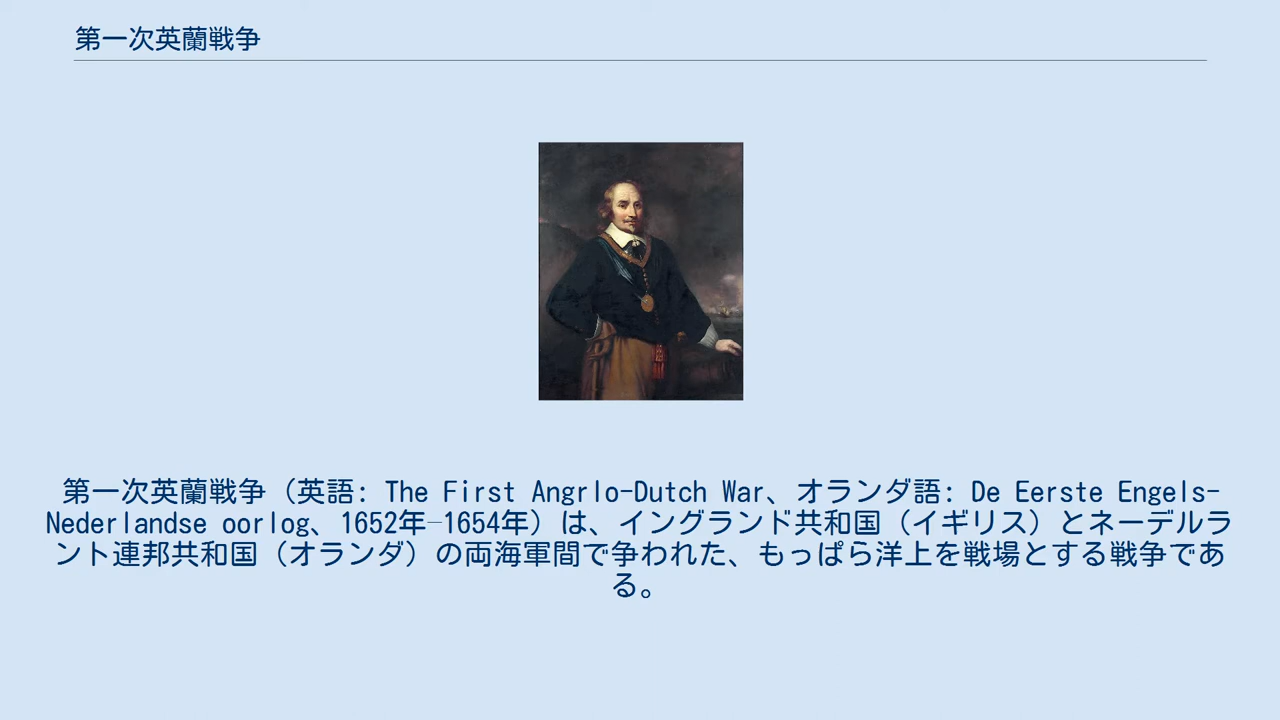 第一次英蘭戦争
第一次英蘭戦争（英語: The First Angrlo-Dutch War、オランダ語: De Eerste Engels-
Nederlandse oorlog、1652年–1654年）は、イングランド共和国（イギリス）とネーデルラ
ント連邦共和国（オランダ）の両海軍間で争われた、もっぱら洋上を戦場とする戦争であ
る。